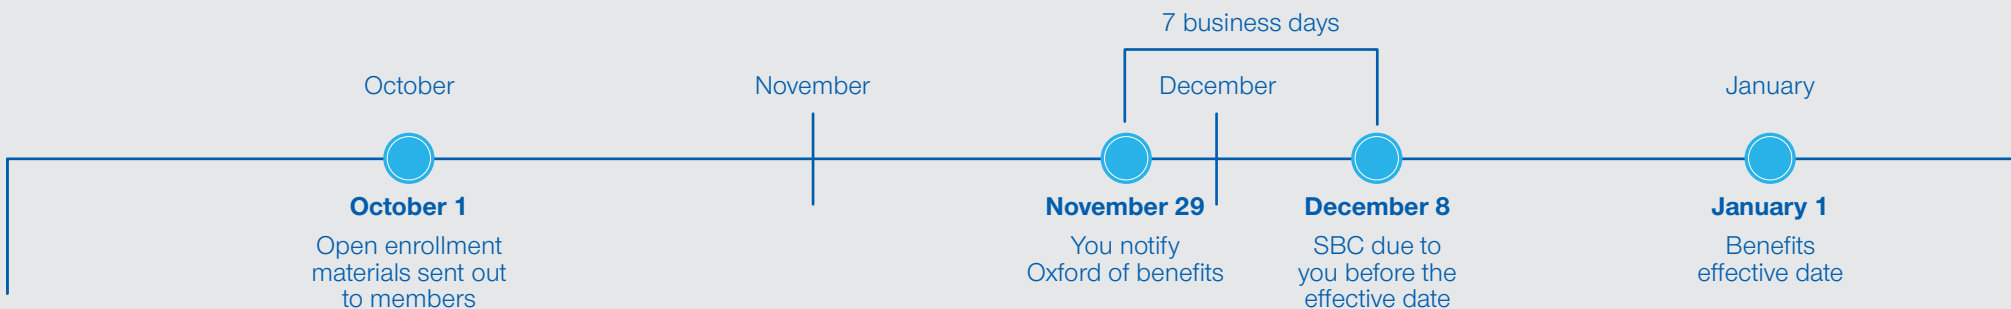 7 business days
October
November
December
January
October 1
Open enrollment
materials sent out
to members
November 29
You notify
Oxford of benefits
December 8
SBC due to
you before the
effective date
January 1
Benefits
effective date